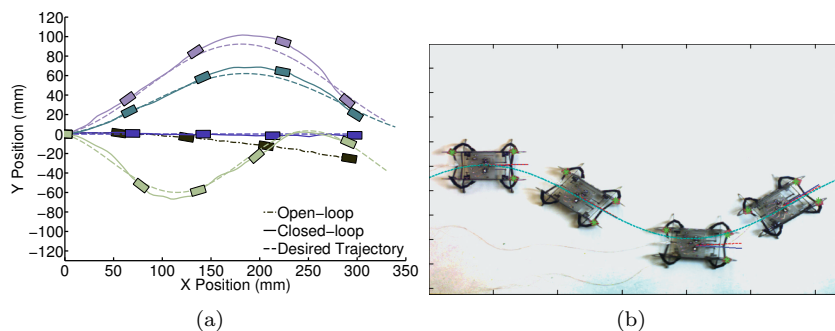 120
100
80
60
40
20
0
−20
−40
−60
−80
−100
−120
Y Position (mm)
0 50 100 150 200 250 300 350
X Position (mm)
Open−loop
Closed−loop
Desired Trajectory
(a)
(b)